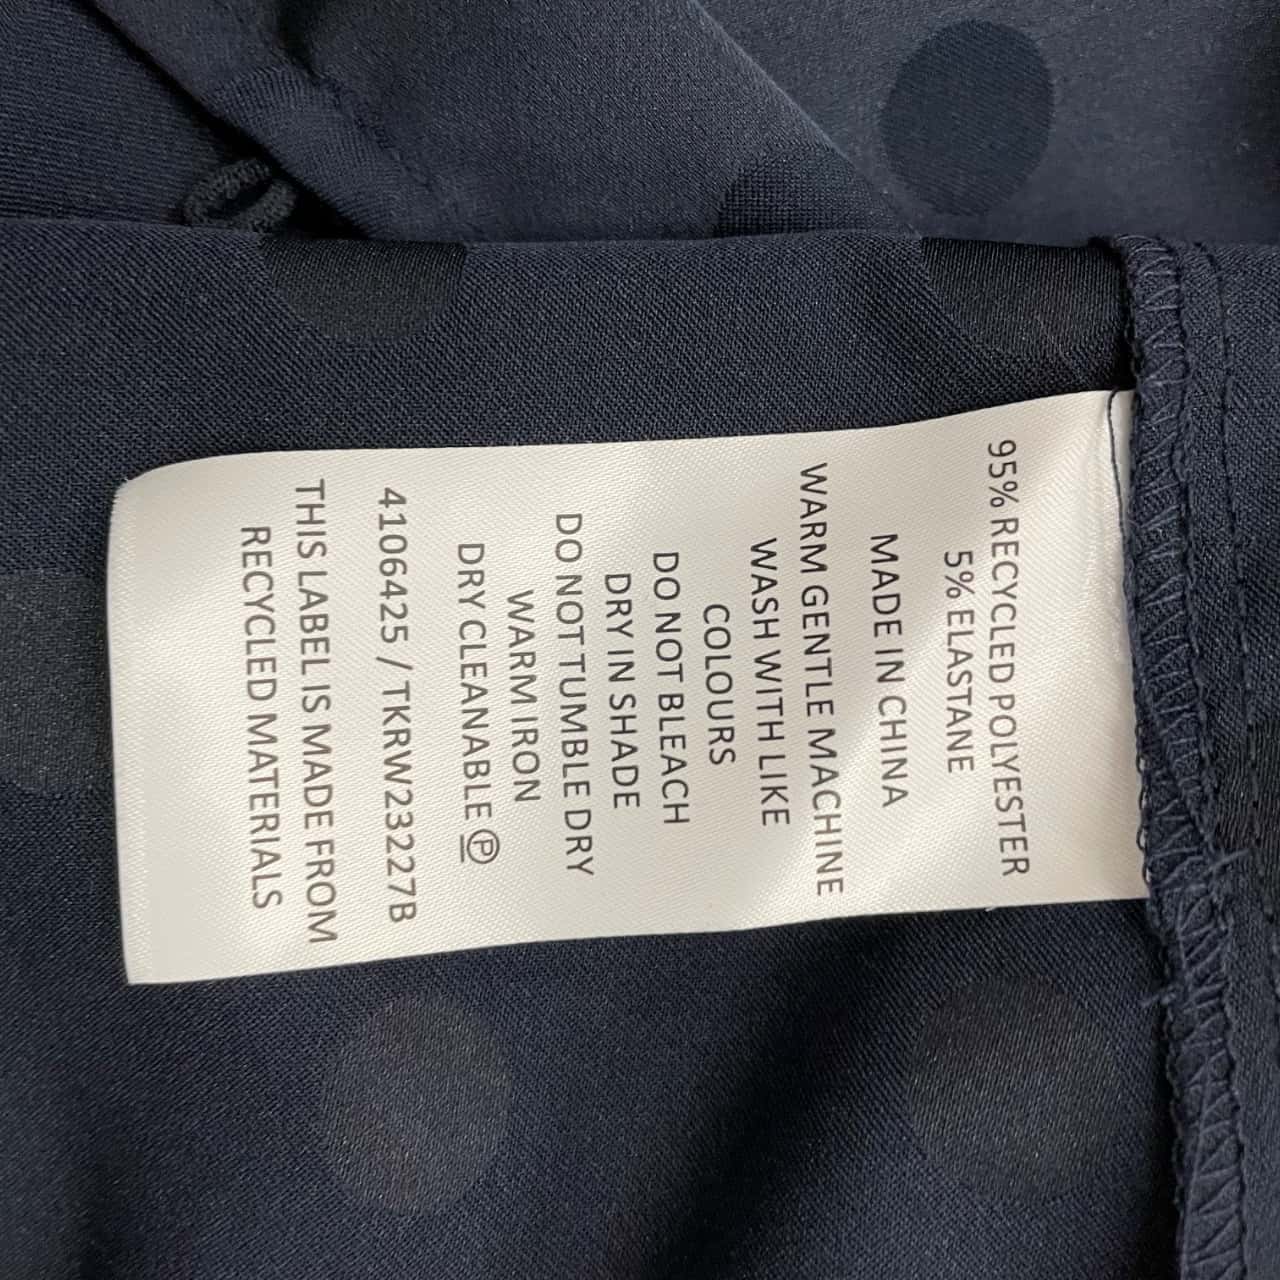 95% RECYCLED POLYESTER
5% ELASTANE
MADE IN CHINA
WARM GENTLE MACHINE
WASH WITH LIKE
COLOURS
DO NOT BLEACH
DRY IN SHADE
DO NOT TUMBLE DRY
WARM IRON
DRY CLEANABLE Ⓟ
4106425 / TKRW23227B
THIS LABEL IS MADE FROM
RECYCLED MATERIALS